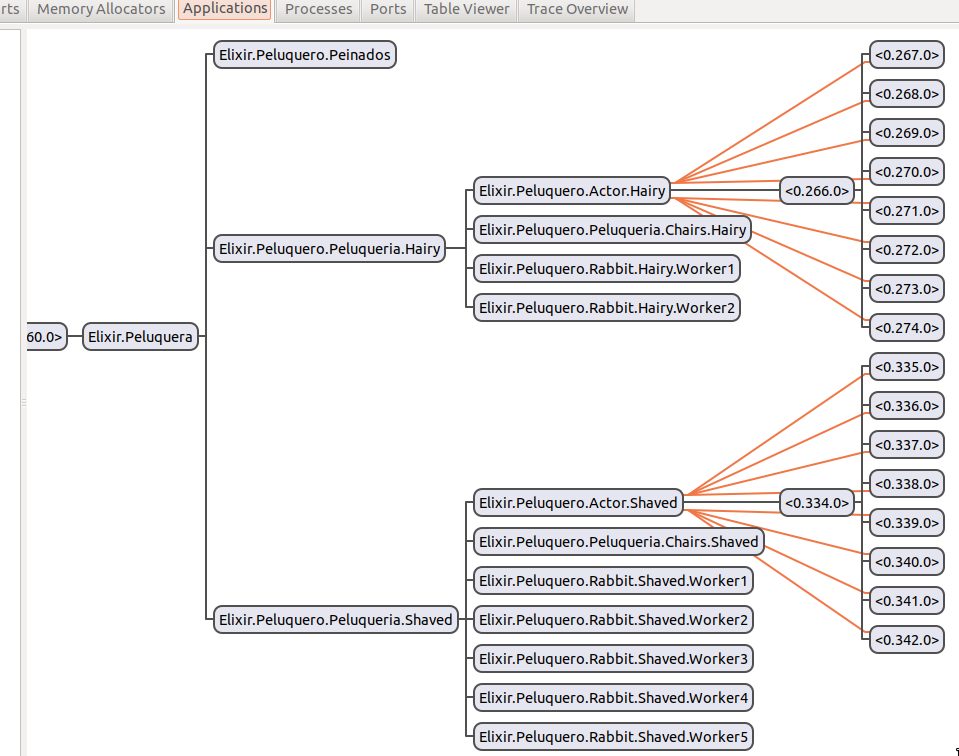 rts Memory Allocators Applications Processes Ports Table Viewer Trace Overview
Elixir.Peluquero.Peinados
<0.267.0>
<0.268.0>
<0.269.0>
<0.270.0>
Elixir.Peluquero.Actor.Hairy
<0.266.0>
<0.271.0>
Elixir.Peluquero.Peluqueria.Chairs.Hairy
Elixir.Peluquero.Peluqueria.Hairy
<0.272.0>
Elixir.Peluquero.Rabbit.Hairy.Worker1
<0.273.0>
Elixir.Peluquero.Rabbit.Hairy.Worker2
<0.274.0>
60.0>
Elixir.Peluquera
<0.335.0>
<0.336.0>
<0.337.0>
<0.338.0>
Elixir.Peluquero.Actor.Shaved
<0.334.0>
<0.339.0>
Elixir.Peluquero.Peluqueria.Chairs.Shaved
<0.340.0>
Elixir.Peluquero.Rabbit.Shaved.Worker1
<0.341.0>
Elixir.Peluquero.Peluqueria.Shaved
Elixir.Peluquero.Rabbit.Shaved.Worker2
<0.342.0>
Elixir.Peluquero.Rabbit.Shaved.Worker3
Elixir.Peluquero.Rabbit.Shaved.Worker4
Elixir.Peluquero.Rabbit.Shaved.Worker5